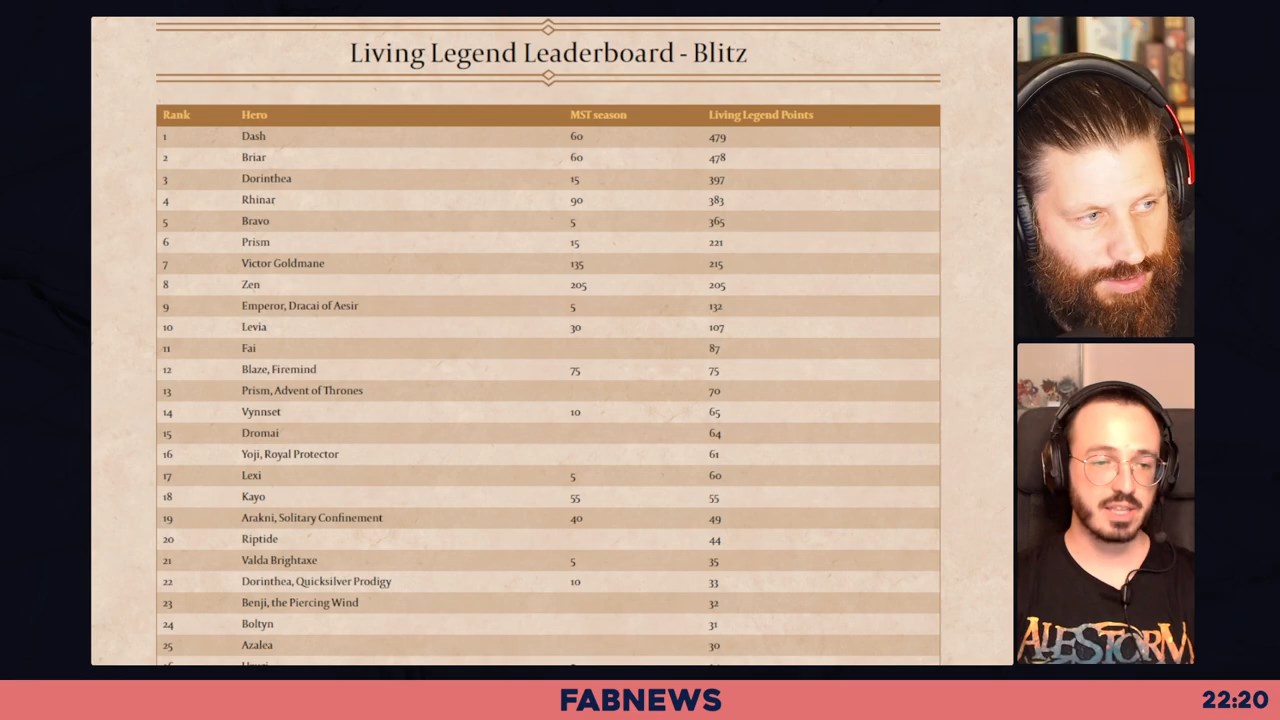 Living Legend Leaderboard - Blitz
Rank Hero MST season Living Legend Points
1 Dash 60 479
2 Briar 60 478
3 Dorinthea 15 397
4 Rhinar 90 383
5 Bravo 5 365
6 Prism 15 221
7 Victor Goldmane 135 215
8 Zen 205 205
9 Emperor, Dracai of Aesir 5 132
10 Levia 30 107
11 Fai 87
12 Blaze, Firemind 75 75
13 Prism, Advent of Thrones 70
14 Vynnset 10 65
15 Dromai 64
16 Yoji, Royal Protector 61
17 Lexi 5 60
18 Kayo 55 55
19 Arakni, Solitary Confinement 40 49
20 Riptide 44
21 Valda Brightaxe 5 35
22 Dorinthea, Quicksilver Prodigy 10 33
23 Benji, the Piercing Wind 32
24 Boltyn 31
25 Azalea 30
ALESTORM
FABNEWS
22:20